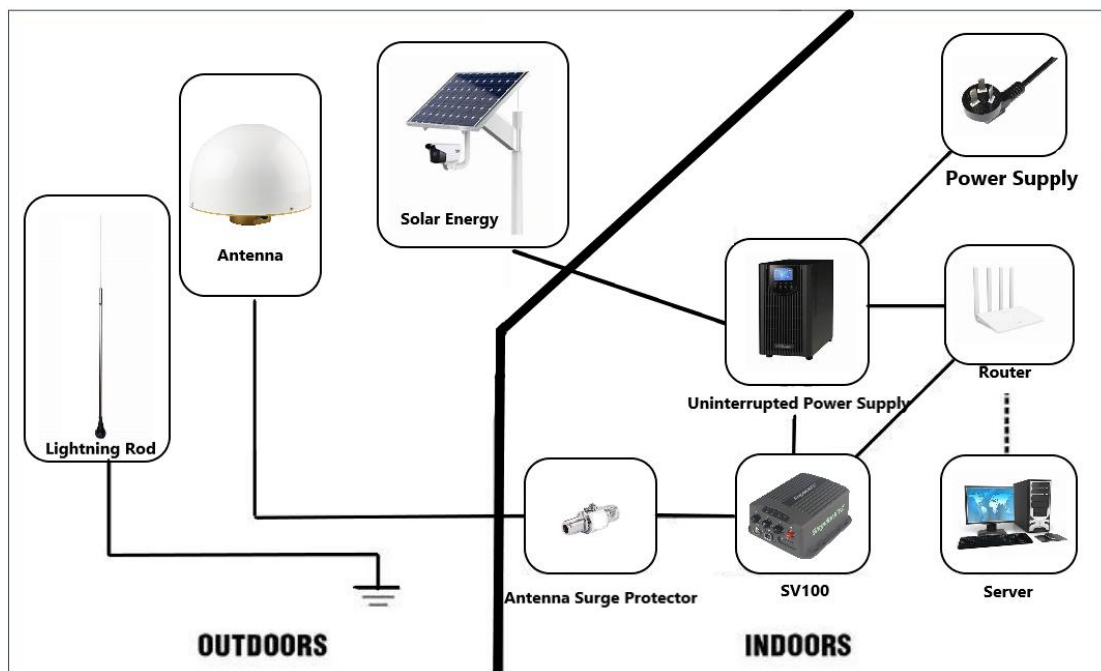 Power Supply
Solar Energy
Antenna
Router
Uninterrupted Power Supply
Lightning Rod
Antenna Surge Protector
SV100
Server
OUTDOORS
INDOORS